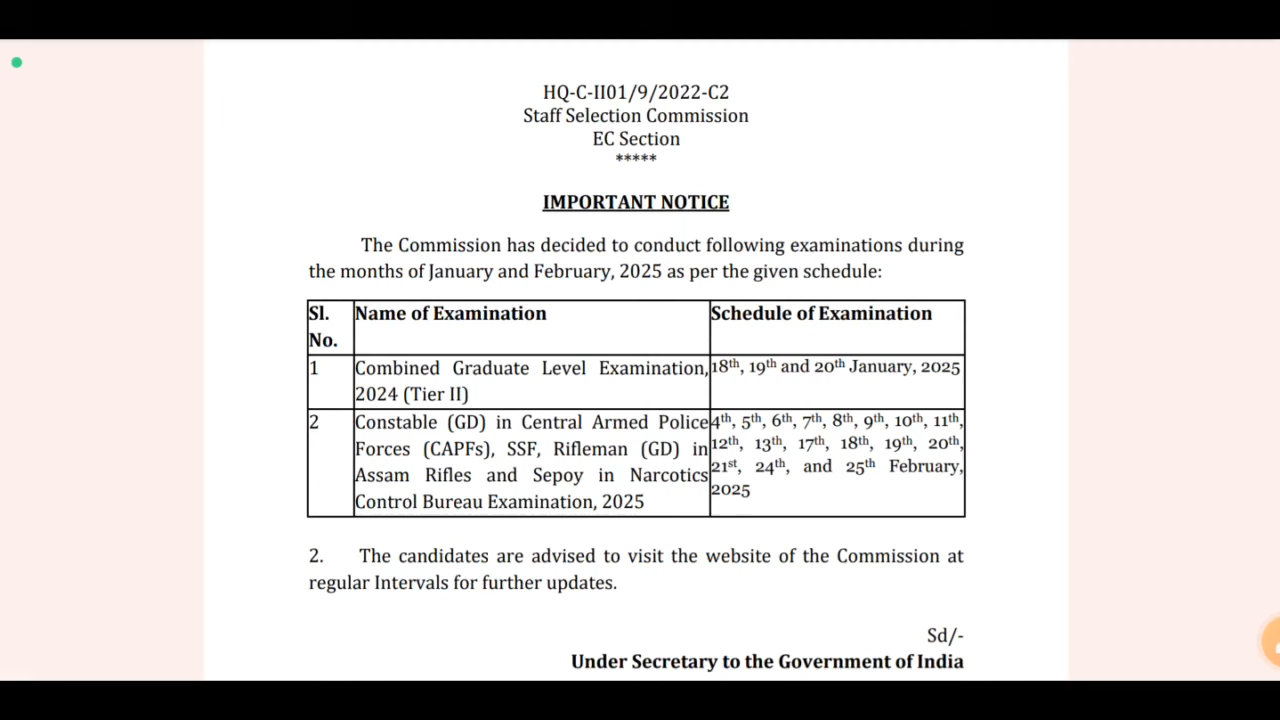 HQ-C-II01/9/2022-C2
Staff Selection Commission
EC Section
*****
IMPORTANT NOTICE
The Commission has decided to conduct following examinations during
the months of January and February, 2025 as per the given schedule:
Sl. No.
Name of Examination
Schedule of Examination
1
Combined Graduate Level Examination,
2024 (Tier II)
18th, 19th and 20th January, 2025
2
Constable (GD) in Central Armed Police
Forces (CAPFs), SSF, Rifleman (GD) in
Assam Rifles and Sepoy in Narcotics
Control Bureau Examination, 2025
4th, 5th, 6th, 7th, 8th, 9th, 10th, 11th,
12th, 13th, 17th, 18th, 19th, 20th,
21st, 24th, and 25th February,
2025
2. The candidates are advised to visit the website of the Commission at
regular Intervals for further updates.
Sd/-
Under Secretary to the Government of India